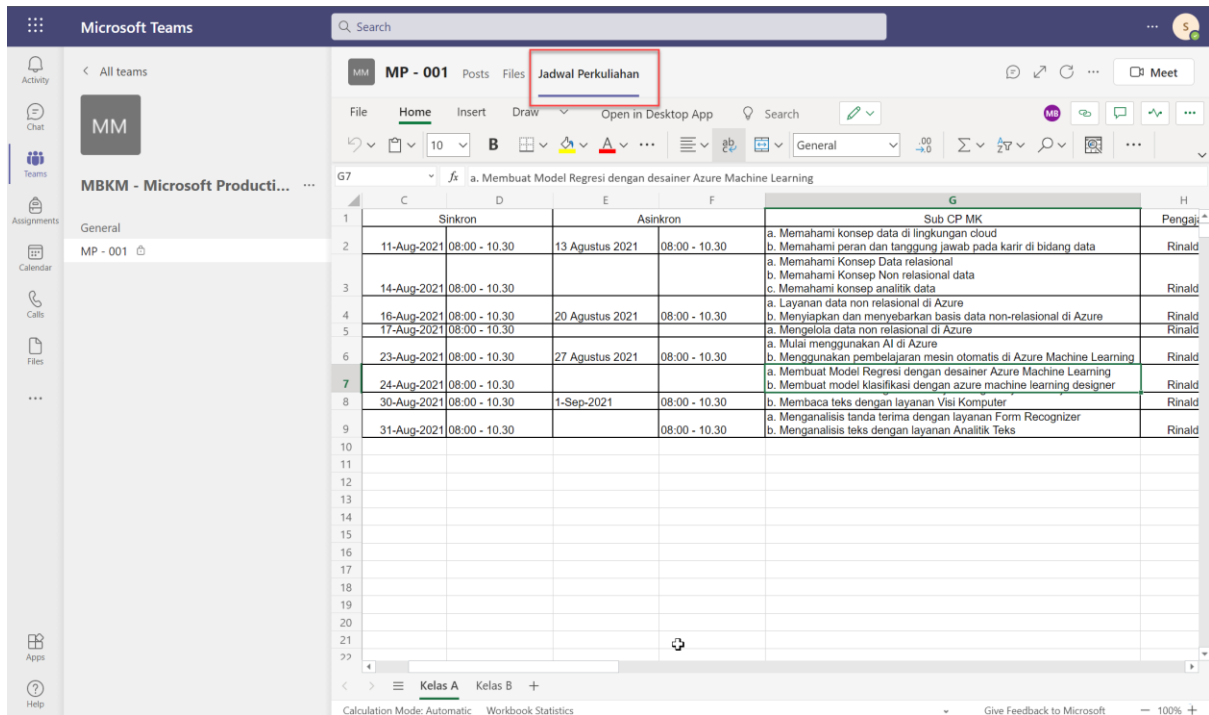 Microsoft Teams
Search
S
Activity
Chat
Teams
Assignments
Calendar
Calls
Files
Apps
Help
All teams
MM
MBKM - Microsoft Producti...
General
MP - 001
MM MP - 001 Posts Files Jadwal Perkuliahan Meet
File Home Insert Draw Open in Desktop App Search MB
10 B A ab General .00 →0
G7 fx a. Membuat Model Regresi dengan desainer Azure Machine Learning
C D E F G H
1 Sinkron Asinkron Sub CP MK Pengaja
a. Memahami konsep data di lingkungan cloud
2 11-Aug-2021 08:00 - 10.30 13 Agustus 2021 08:00 - 10.30 b. Memahami peran dan tanggung jawab pada karir di bidang data Rinald
a. Memahami Konsep Data relasional
b. Memahami Konsep Non relasional data
3 14-Aug-2021 08:00 - 10.30 c. Memahami konsep analitik data Rinald
a. Layanan data non relasional di Azure
4 16-Aug-2021 08:00 - 10.30 20 Agustus 2021 08:00 - 10.30 b. Menyiapkan dan menyebarkan basis data non-relasional di Azure Rinald
5 17-Aug-2021 08:00 - 10.30 a. Mengelola data non relasional di Azure Rinald
a. Mulai menggunakan AI di Azure
6 23-Aug-2021 08:00 - 10.30 27 Agustus 2021 08:00 - 10.30 b. Menggunakan pembelajaran mesin otomatis di Azure Machine Learning Rinald
a. Membuat Model Regresi dengan desainer Azure Machine Learning
7 24-Aug-2021 08:00 - 10.30 b. Membuat model klasifikasi dengan azure machine learning designer Rinald
8 30-Aug-2021 08:00 - 10.30 1-Sep-2021 08:00 - 10.30 b. Membaca teks dengan layanan Visi Komputer Rinald
a. Menganalisis tanda terima dengan layanan Form Recognizer
9 31-Aug-2021 08:00 - 10.30 08:00 - 10.30 b. Menganalisis teks dengan layanan Analitik Teks Rinald
10
11
12
13
14
15
16
17
18
19
20
21
22
Kelas A Kelas B +
Calculation Mode: Automatic Workbook Statistics Give Feedback to Microsoft — 100% +